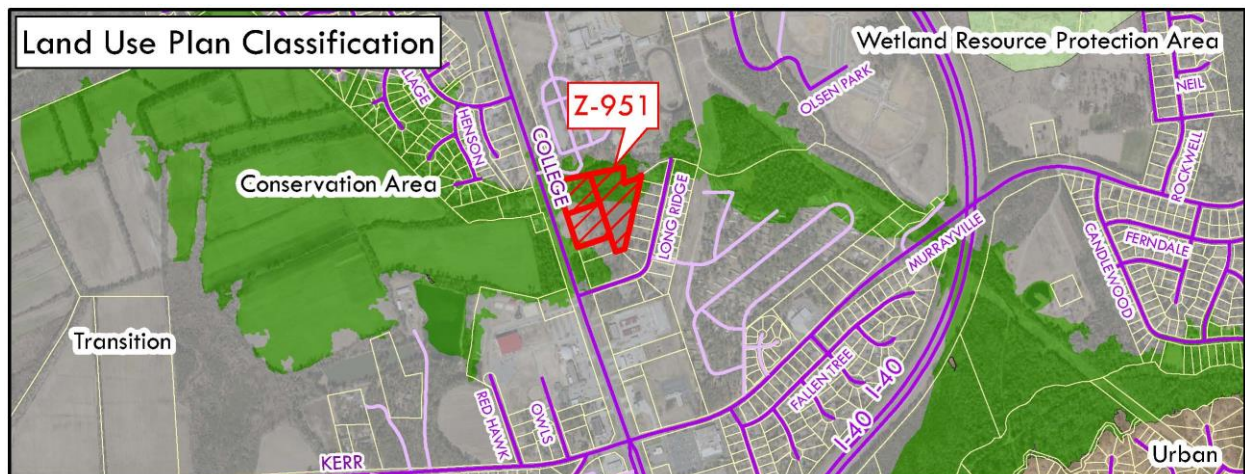 Land Use Plan Classification
Wetland Resource Protection Area
NEIL
OLSEN PARK
Z-951
HENSON
COLLEGE
ROCKWELL
Conservation Area
LONG RIDGE
MURRAYVILLE
FERNDALE
CANDLEWOOD
Transition
FALLEN TREE
I-40
I-40
RED HAWK
OWLS
KERR
Urban